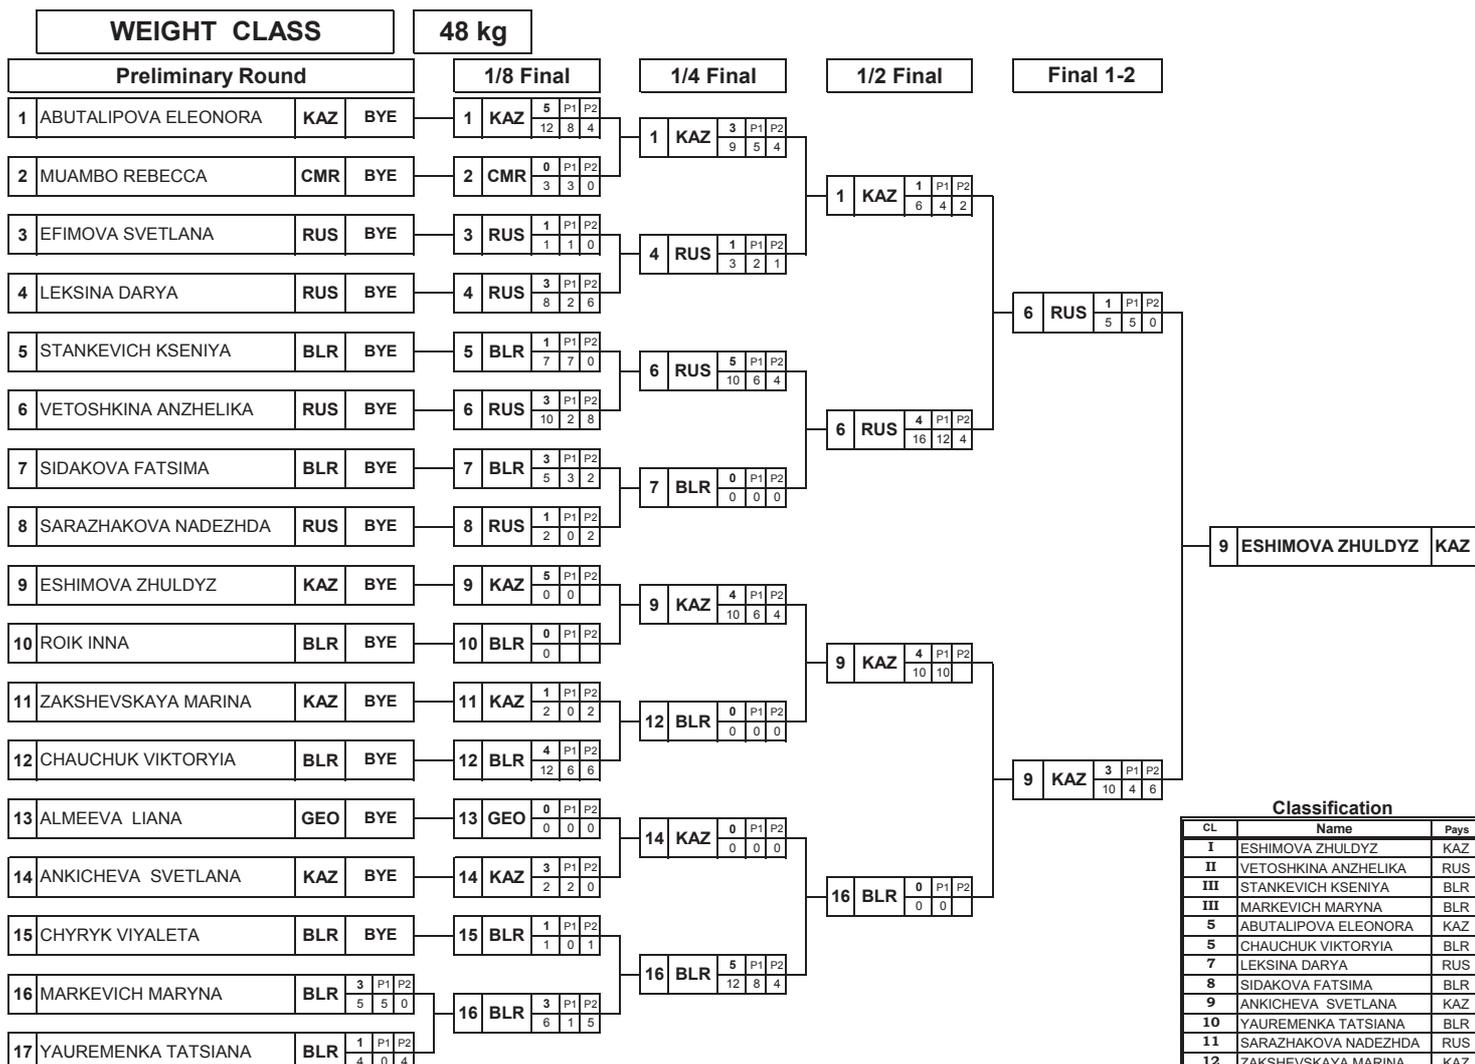 WEIGHT CLASS 48 kg
Preliminary Round 1/8 Final 1/4 Final 1/2 Final Final 1-2
1 ABUTALIPOVA ELEONORA KAZ BYE
1 KAZ 5 P1 P2
12 8 4
1 KAZ 3 P1 P2
9 5 4
2 MUAMBO REBECCA CMR BYE
2 CMR 0 P1 P2
3 3 0
1 KAZ 1 P1 P2
6 4 2
3 EFIMOVA SVETLANA RUS BYE
3 RUS 1 P1 P2
1 1 0
4 RUS 1 P1 P2
3 2 1
4 LEKSINA DARYA RUS BYE
4 RUS 3 P1 P2
8 2 6
6 RUS 1 P1 P2
5 5 0
5 STANKEVICH KSENIYA BLR BYE
5 BLR 1 P1 P2
7 7 0
6 RUS 5 P1 P2
10 6 4
6 VETOSHKINA ANZHELIKA RUS BYE
6 RUS 3 P1 P2
10 2 8
6 RUS 4 P1 P2
16 12 4
7 SIDAKOVA FATSIMA BLR BYE
7 BLR 3 P1 P2
5 3 2
7 BLR 0 P1 P2
0 0 0
8 SARAZHAKOVA NADEZHDA RUS BYE
8 RUS 1 P1 P2
2 0 2
9 ESHIMOVA ZHULDYZ KAZ
9 ESHIMOVA ZHULDYZ KAZ BYE
9 KAZ 5 P1 P2
0 0
9 KAZ 4 P1 P2
10 6 4
10 ROIK INNA BLR BYE
10 BLR 0 P1 P2
0
9 KAZ 4 P1 P2
10 10
11 ZAKSHEVSKAYA MARINA KAZ BYE
11 KAZ 1 P1 P2
2 0 2
12 BLR 0 P1 P2
0 0 0
12 CHAUCHUK VIKTORYIA BLR BYE
12 BLR 4 P1 P2
12 6 6
9 KAZ 3 P1 P2
10 4 6
13 ALMEEVA LIANA GEO BYE
13 GEO 0 P1 P2
0 0 0
14 KAZ 0 P1 P2
0 0 0
14 ANKICHEVA SVETLANA KAZ BYE
14 KAZ 3 P1 P2
2 2 0
16 BLR 0 P1 P2
0 0
15 CHYRYK VIYALETA BLR BYE
15 BLR 1 P1 P2
1 0 1
16 BLR 5 P1 P2
12 8 4
16 MARKEVICH MARYNA BLR 3 P1 P2
5 5 0
16 BLR 3 P1 P2
6 1 5
17 YAUREMENKA TATSIANA BLR 1 P1 P2
4 0 4
Classification
CL Name Pays
I ESHIMOVA ZHULDYZ KAZ
II VETOSHKINA ANZHELIKA RUS
III STANKEVICH KSENIYA BLR
III MARKEVICH MARYNA BLR
5 ABUTALIPOVA ELEONORA KAZ
5 CHAUCHUK VIKTORYIA BLR
7 LEKSINA DARYA RUS
8 SIDAKOVA FATSIMA BLR
9 ANKICHEVA SVETLANA KAZ
10 YAUREMENKA TATSIANA BLR
11 SARAZHAKOVA NADEZHDA RUS
12 ZAKSHEVSKAYA MARINA KAZ